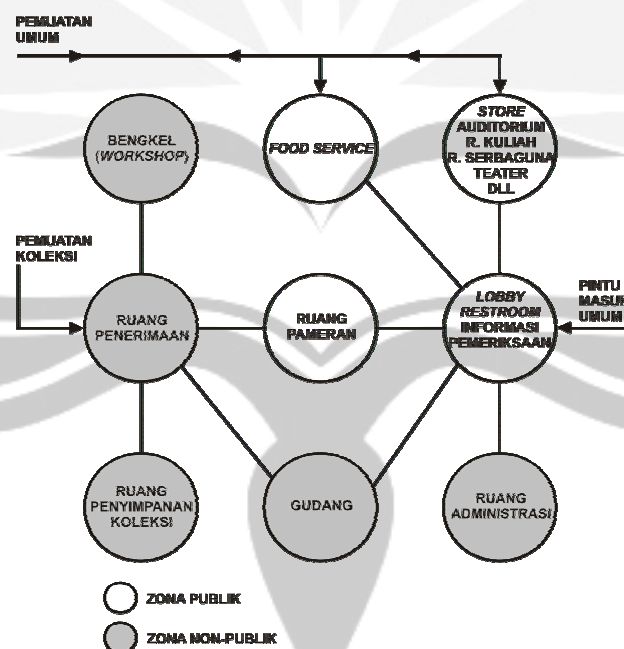 PEMUATAN
UMUM
BENGKEL
(WORKSHOP)
FOOD SERVICE
STORE
AUDITORIUM
R. KULIAH
R. SERBAGUNA
TEATER
DLL
PEMUATAN
KOLEKSI
RUANG
PENERIMAAN
RUANG
PAMERAN
LOBBY
RESTROOM
INFORMASI
PEMERIKSAAN
PINTU
MASUK
UMUM
RUANG
PENYIMPANAN
KOLEKSI
GUDANG
RUANG
ADMINISTRASI
ZONA PUBLIK
ZONA NON-PUBLIK